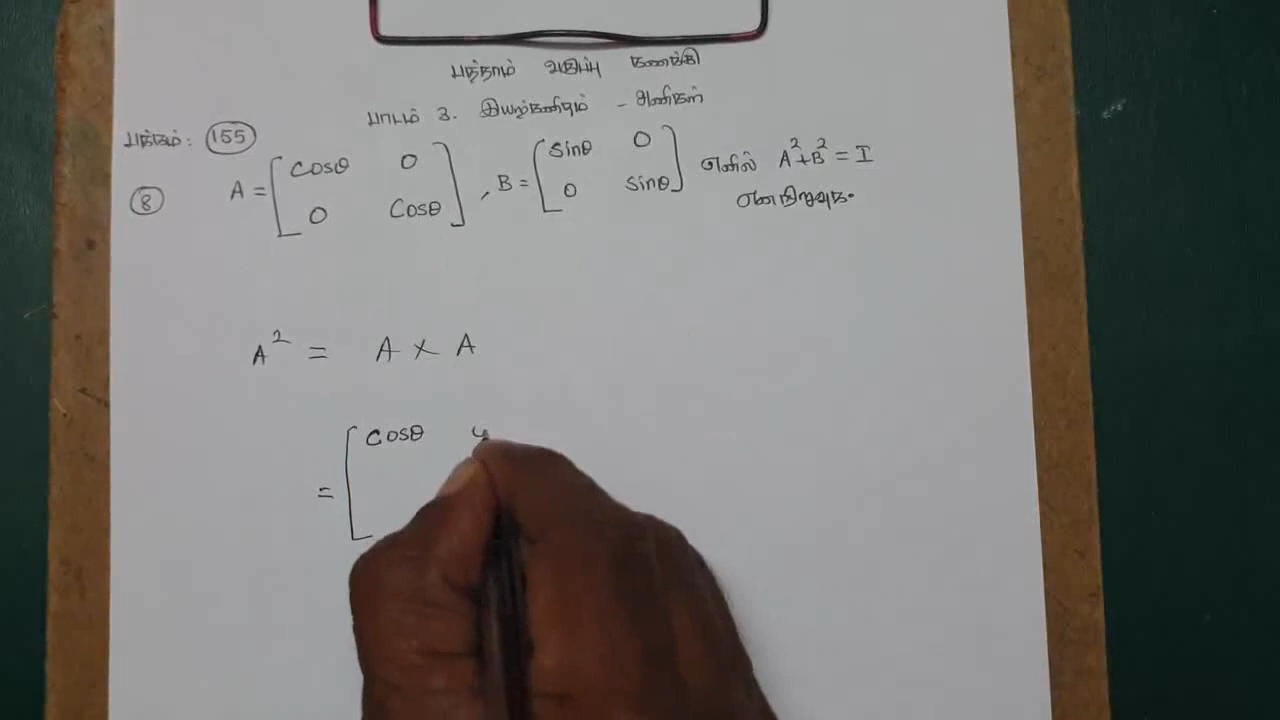 பத்தாம் வகுப்பு கணக்கு
பாடம் 3. இயற்கணிதம் - அணிகள்
பக்கம்: 155
8 A = [cosθ 0 , B = [sinθ 0 எனில் A²+B² = I
0 cosθ] 0 sinθ] எனநிறுவுக.
A² = A × A
= [cosθ